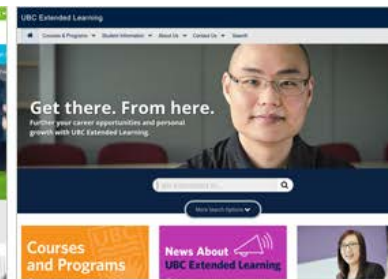 UBC Extended Learning
Courses & Programs Student Information About Us Contact Us Search
Get there. From here.
Further your career opportunities and personal
growth with UBC Extended Learning.
More Search Options
Courses
and Programs
News About
UBC Extended Learning